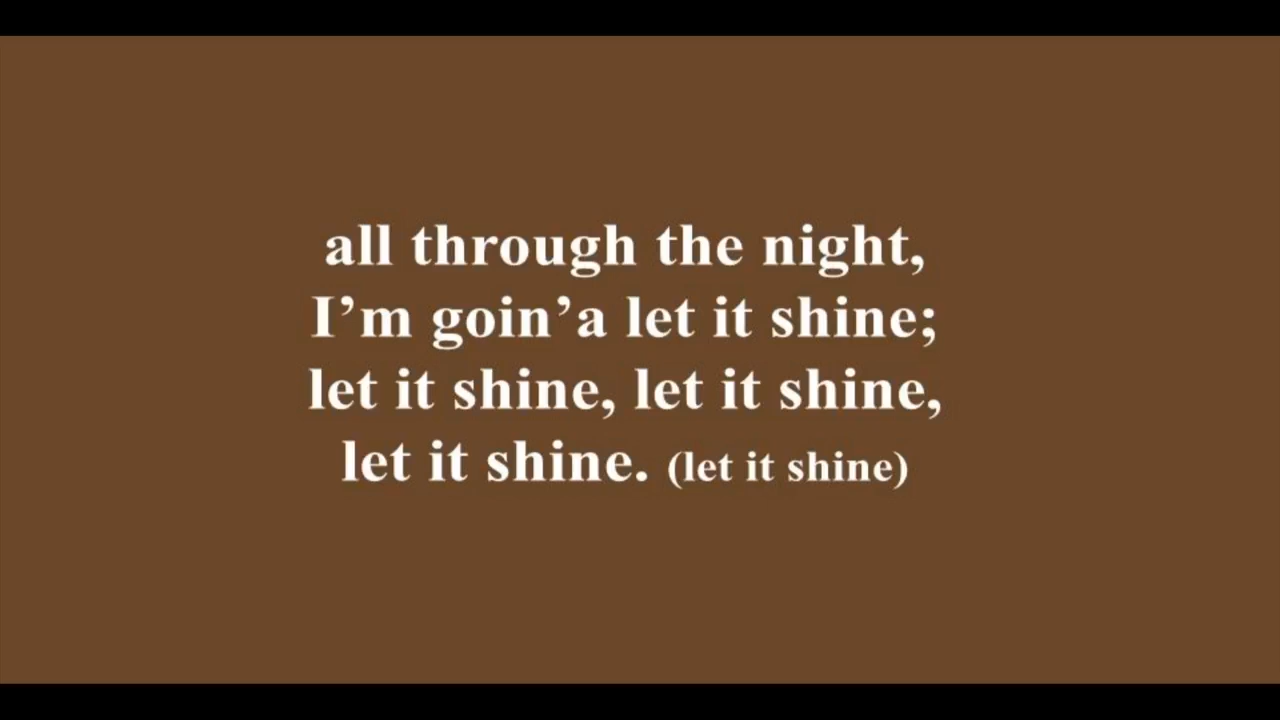 all through the night,
I’m goin’a let it shine;
let it shine, let it shine,
let it shine. (let it shine)